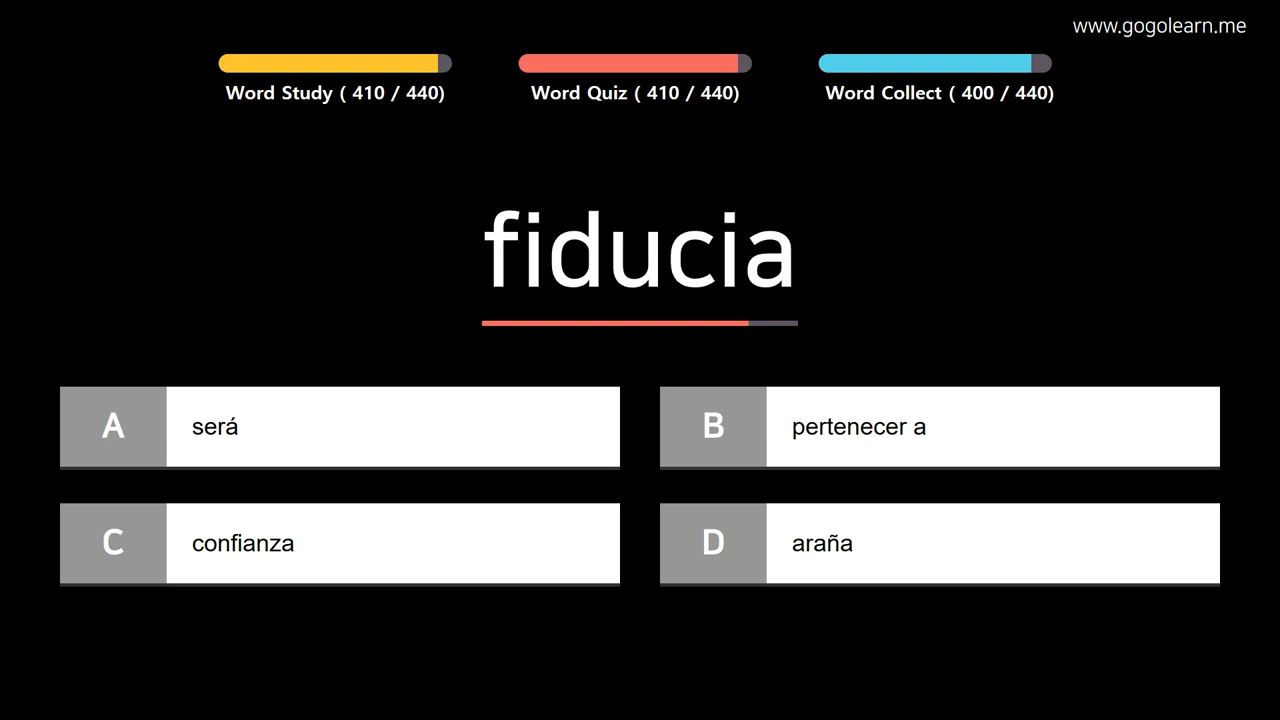 www.gogolearn.me
Word Study ( 410 / 440)
Word Quiz ( 410 / 440)
Word Collect ( 400 / 440)
fiducia
A será
B pertenecer a
C confianza
D araña